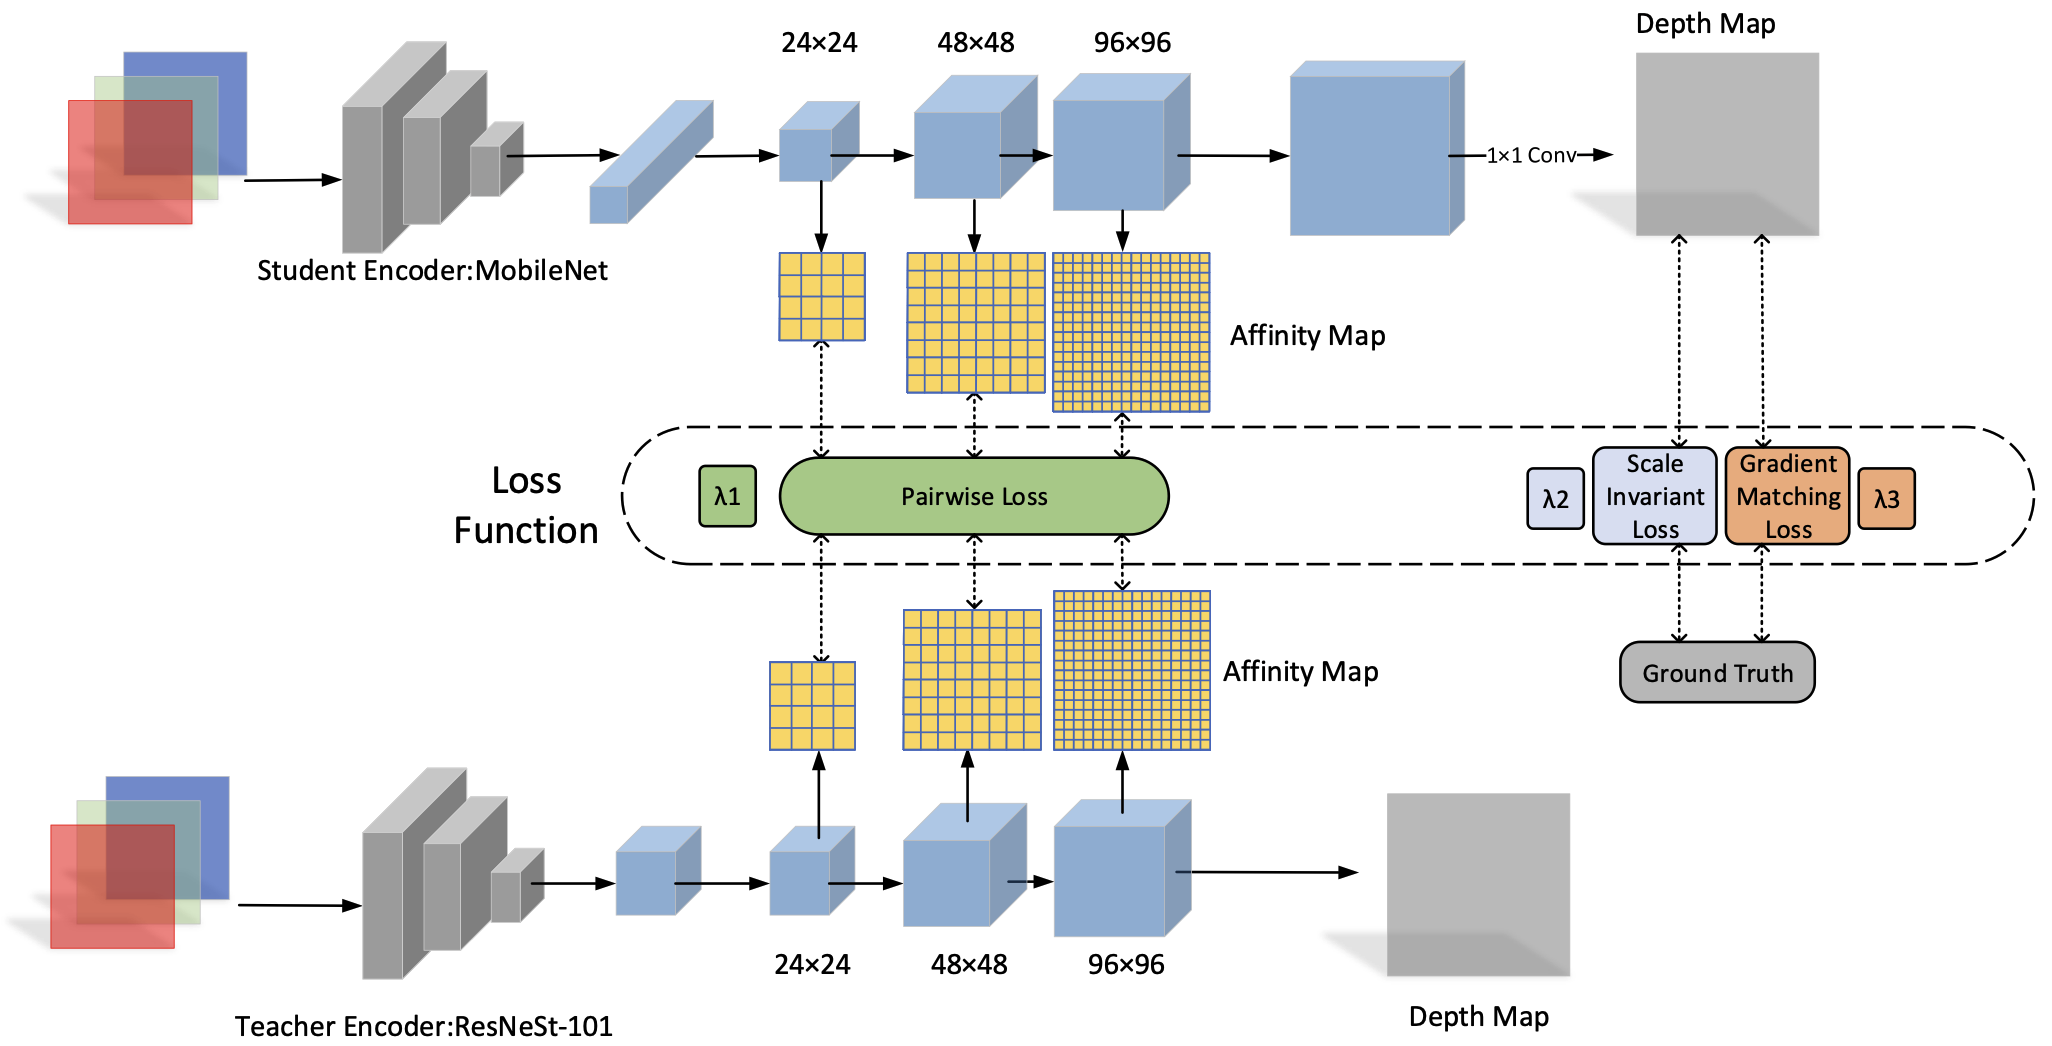 Depth Map
24×24
48×48
96×96
1×1 Conv
Student Encoder:MobileNet
Affinity Map
Loss
Function
λ1
Pairwise Loss
λ2
Scale
Invariant
Loss
Gradient
Matching
Loss
λ3
Affinity Map
Ground Truth
24×24
48×48
96×96
Teacher Encoder:ResNeSt-101
Depth Map